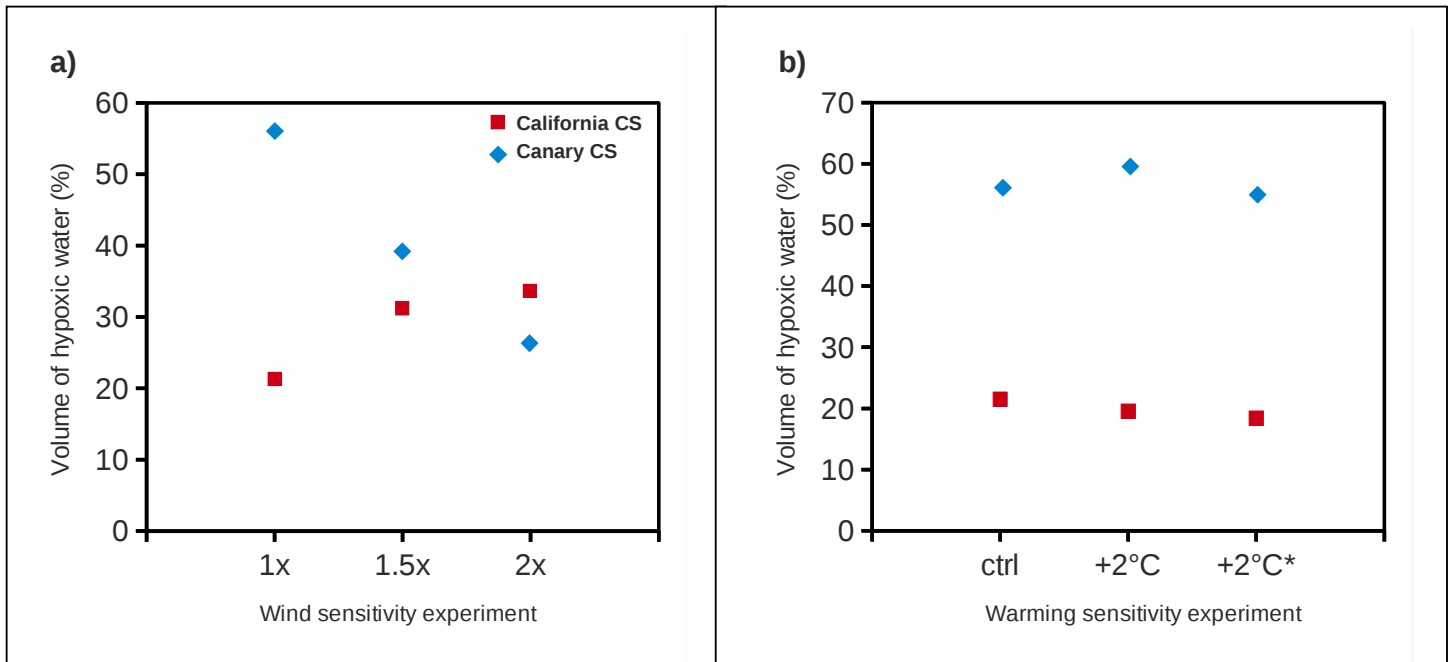 a)
Volume of hypoxic water (%)
60
50
40
30
20
10
0
California CS
Canary CS
1x 1.5x 2x
Wind sensitivity experiment
b)
Volume of hypoxic water (%)
70
60
50
40
30
20
10
0
ctrl +2°C +2°C*
Warming sensitivity experiment